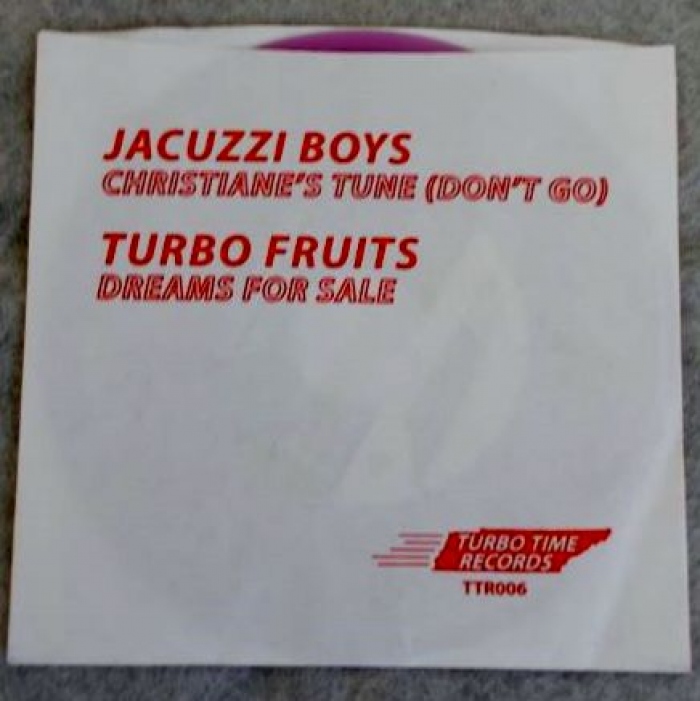 JACUZZI BOYS
CHRISTIANE'S TUNE (DON'T GO)
TURBO FRUITS
DREAMS FOR SALE
TURBO TIME
RECORDS
TTR006